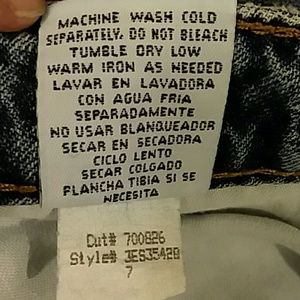 MACHINE WASH COLD
SEPARATELY. DO NOT BLEACH
TUMBLE DRY LOW
WARM IRON AS NEEDED
LAVAR EN LAVADORA
CON AGUA FRIA
SEPARADAMENTE
NO USAR BLANQUEADOR
SECAR EN SECADORA
CICLO LENTO
SECAR COLGADO
PLANCHA TIBIA SI SE
NECESITA
Cut# 700826
Style# JES35428
7